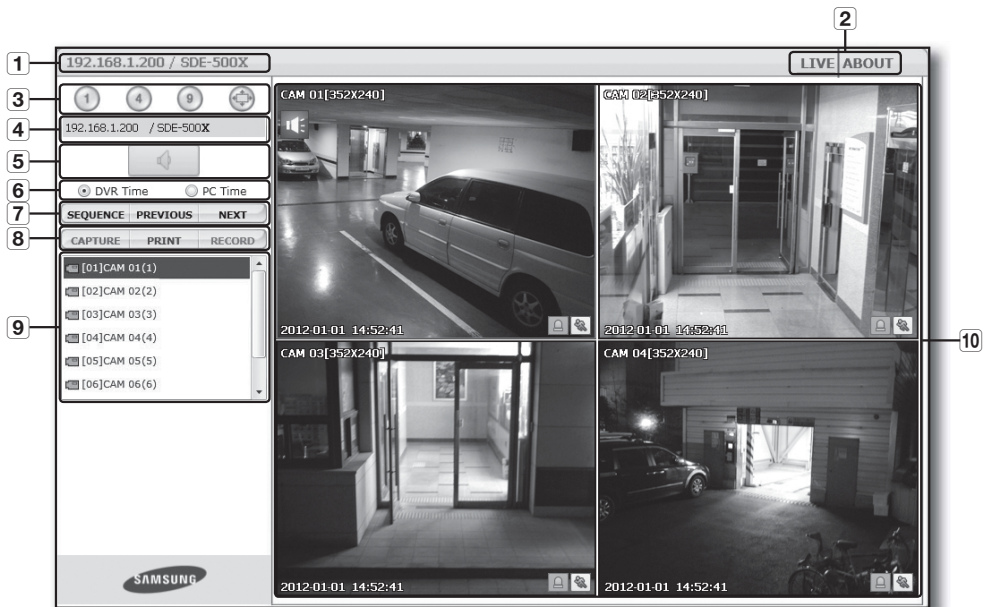 2
1
192.168.1.200 / SDE-500X
LIVE ABOUT
3
1 4 9
4
192.168.1.200 / SDE-500X
5
6
DVR Time PC Time
7
SEQUENCE PREVIOUS NEXT
8
CAPTURE PRINT RECORD
9
[01]CAM 01(1)
[02]CAM 02(2)
[03]CAM 03(3)
[04]CAM 04(4)
[05]CAM 05(5)
[06]CAM 06(6)
SAMSUNG
CAM 01[352X240]
2012-01-01 14:52:41
CAM 02[352X240]
2012-01-01 14:52:41
CAM 03[352X240]
2012-01-01 14:52:41
CAM 04[352X240]
2012-01-01 14:52:41
10